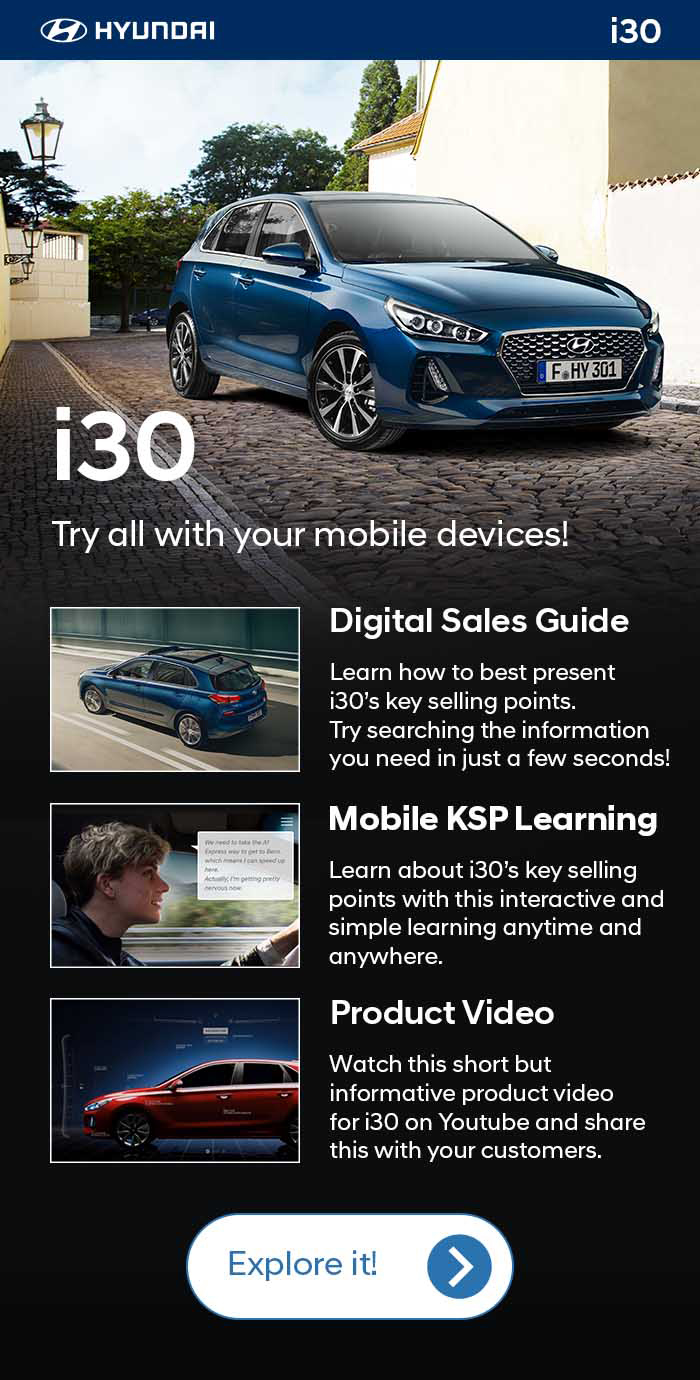 HYUNDAI
i30
F HY 301
i30
Try all with your mobile devices!
Digital Sales Guide
Learn how to best present
i30's key selling points.
Try searching the information
you need in just a few seconds!
We need to take the A1
Express way to get to Bern,
which means I can speed up
here.
Actually, I'm getting pretty
nervous now.
Mobile KSP Learning
Learn about i30's key selling
points with this interactive and
simple learning anytime and
anywhere.
Product Video
Watch this short but
informative product video
for i30 on Youtube and share
this with your customers.
Explore it!